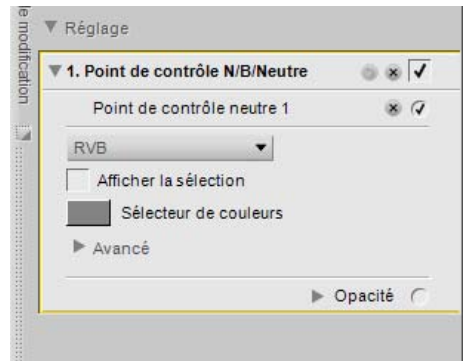 le modification
Réglage
1. Point de contrôle N/B/Neutre
Point de contrôle neutre 1
RVB
Afficher la sélection
Sélecteur de couleurs
Avancé
Opacité